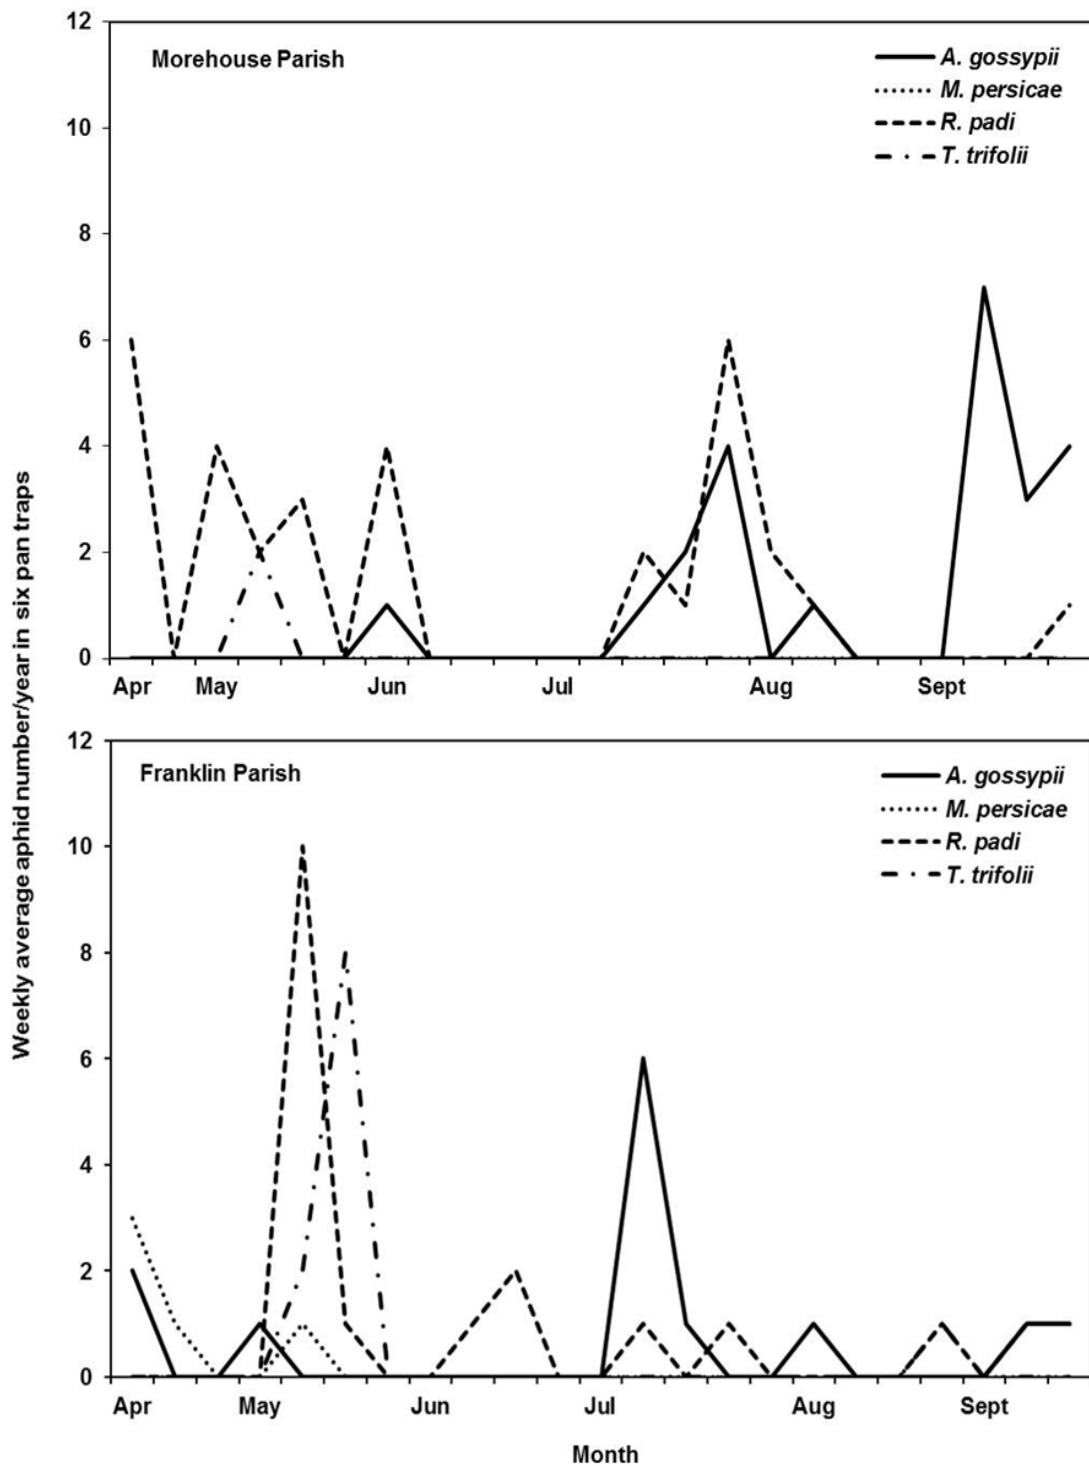 Weekly average aphid number/year in six pan traps
12
10
8
6
4
2
0
Morehouse Parish
A. gossypii
M. persicae
R. padi
T. trifolii
Apr May Jun Jul Aug Sept
12
10
8
6
4
2
0
Franklin Parish
A. gossypii
M. persicae
R. padi
T. trifolii
Apr May Jun Jul Aug Sept
Month